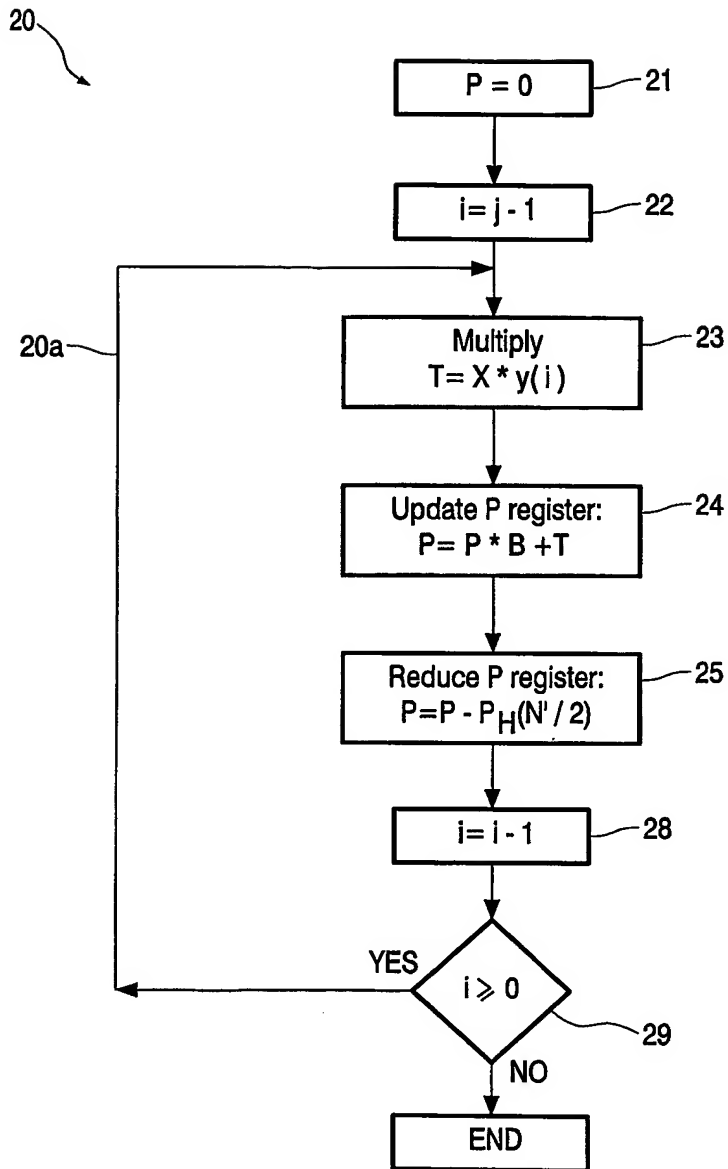 20
P = 0
21
i= j - 1
22
20a
Multiply
T= X * y( i )
23
Update P register:
P= P * B +T
24
Reduce P register:
P=P - P_H(N' / 2)
25
i= i - 1
28
YES
i ⩾ 0
29
NO
END